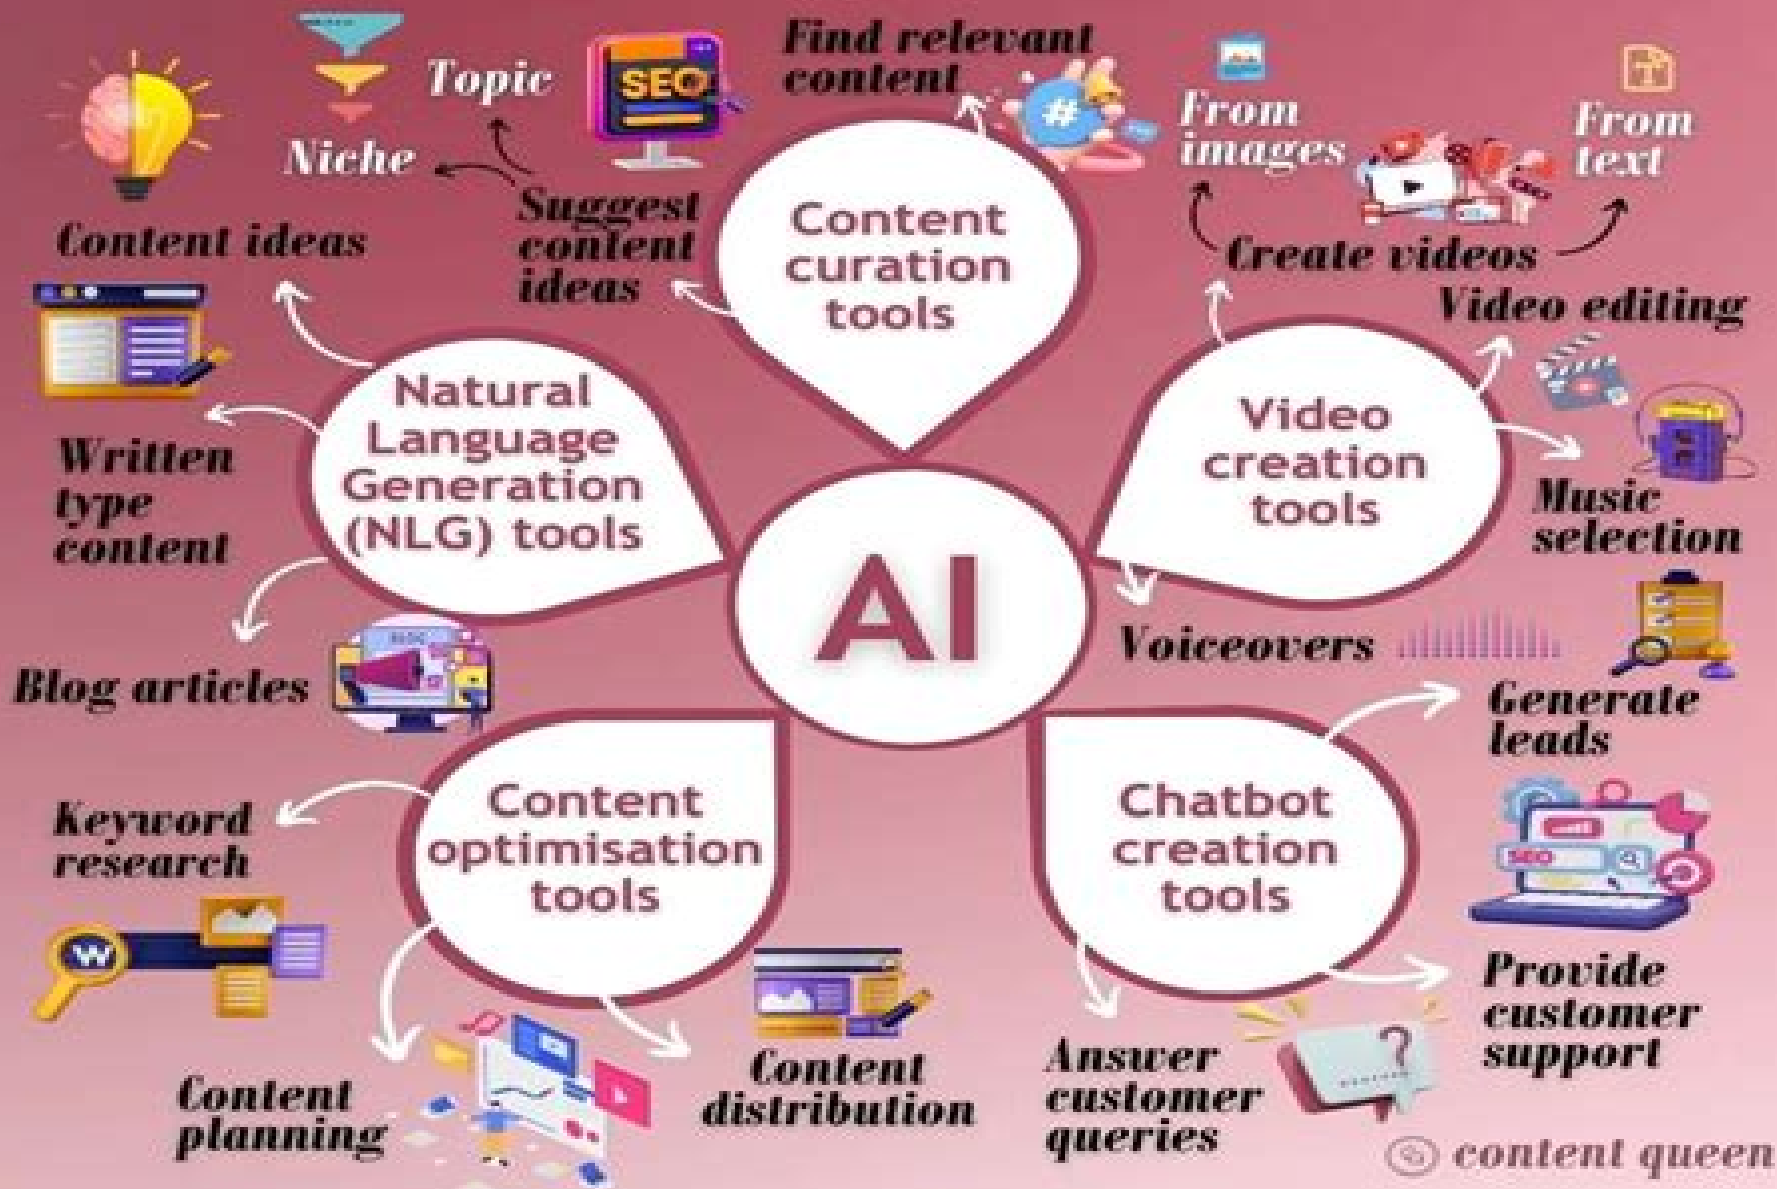 Topic
Niche
SEO
Find relevant
content
#
From
images
From
text
Content ideas
Suggest
content
ideas
Content
curation
tools
Create videos
Video editing
Natural
Language
Generation
(NLG) tools
Written
type
content
Video
creation
tools
Music
selection
AI
Blog articles
BLOG
Voiceovers
Generate
leads
Keyword
research
W
Content
optimisation
tools
Chatbot
creation
tools
SEO
Provide
customer
support
Content
planning
Content
distribution
Answer
customer
queries
?
content queen